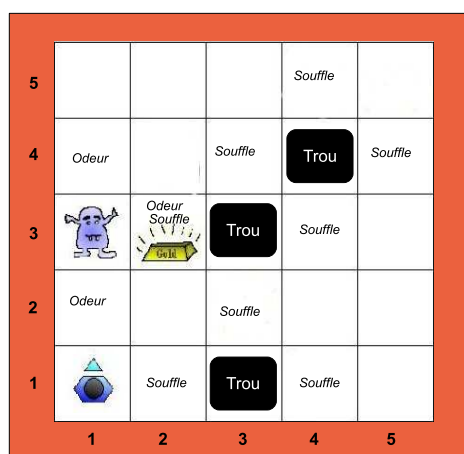 5 Souffle
4 Odeur Souffle Trou Souffle
Odeur
3 Souffle Trou Souffle
Gold
2 Odeur Souffle
1 Souffle Trou Souffle
1 2 3 4 5